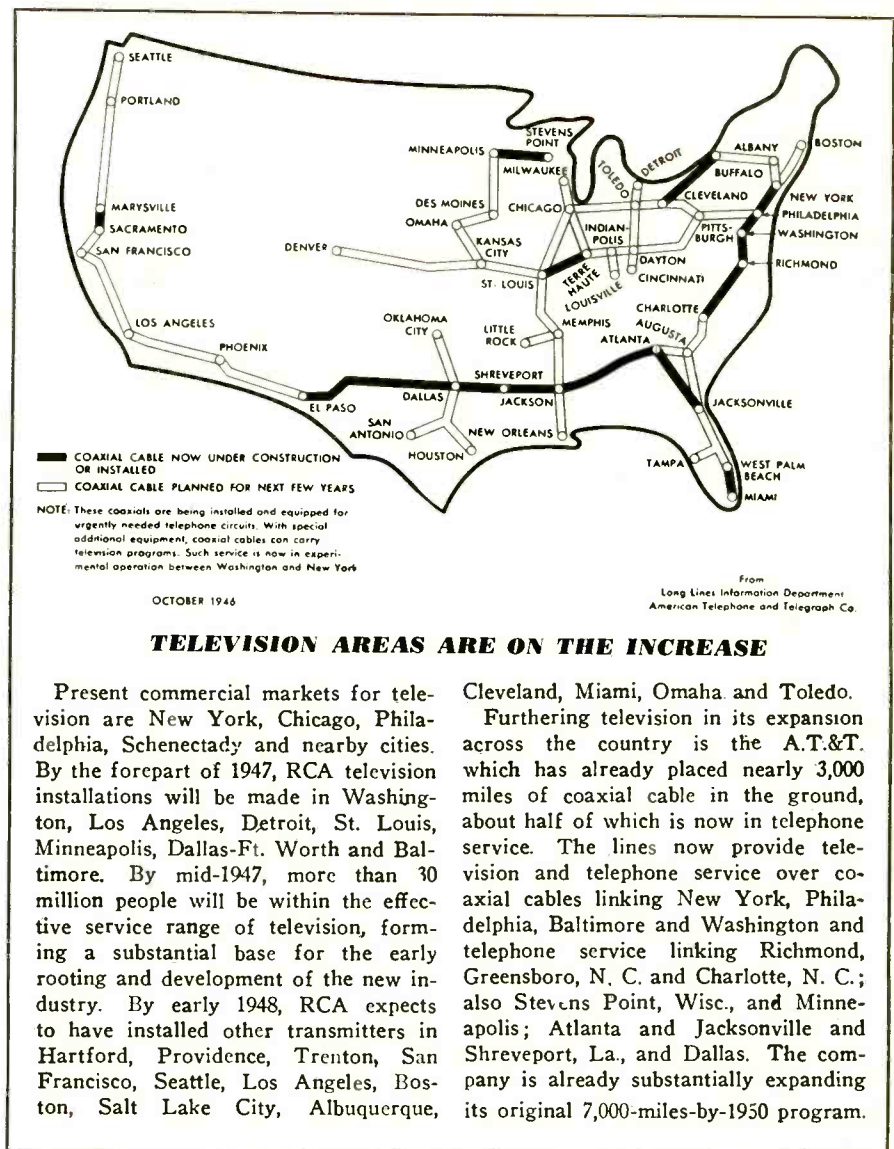 SEATTLE
PORTLAND
MARYSVILLE
SACRAMENTO
SAN FRANCISCO
LOS ANGELES
PHOENIX
EL PASO
DENVER
MINNEAPOLIS
STEVENS
POINT
MILWAUKEE
DES MOINES
OMAHA
KANSAS
CITY
CHICAGO
ST. LOUIS
TERRE
HAUTE
INDIAN-
POLIS
LOUISVILLE
TOLEDO
DETROIT
DAYTON
CINCINNATI
CLEVELAND
PITTS-
BURGH
BUFFALO
ALBANY
BOSTON
NEW YORK
PHILADELPHIA
WASHINGTON
RICHMOND
CHARLOTTE
AUGUSTA
ATLANTA
JACKSONVILLE
TAMPA
WEST PALM
BEACH
MIAMI
OKLAHOMA
CITY
LITTLE
ROCK
MEMPHIS
SHREVEPORT
DALLAS
JACKSON
SAN
ANTONIO
HOUSTON
NEW ORLEANS
COAXIAL CABLE NOW UNDER CONSTRUCTION
OR INSTALLED
COAXIAL CABLE PLANNED FOR NEXT FEW YEARS
NOTE: These coaxials are being installed and equipped for
urgently needed telephone circuits. With special
additional equipment, coaxial cables can carry
television programs. Such service is now in experi-
mental operation between Washington and New York
OCTOBER 1946
From
Long Lines Information Department
American Telephone and Telegraph Co.
TELEVISION AREAS ARE ON THE INCREASE
Present commercial markets for tele-
vision are New York, Chicago, Phila-
delphia, Schenectady and nearby cities.
By the forepart of 1947, RCA television
installations will be made in Washing-
ton, Los Angeles, Detroit, St. Louis,
Minneapolis, Dallas-Ft. Worth and Bal-
timore. By mid-1947, more than 30
million people will be within the effec-
tive service range of television, form-
ing a substantial base for the early
rooting and development of the new in-
dustry. By early 1948, RCA expects
to have installed other transmitters in
Hartford, Providence, Trenton, San
Francisco, Seattle, Los Angeles, Bos-
ton, Salt Lake City, Albuquerque,
Cleveland, Miami, Omaha and Toledo.
Furthering television in its expansion
across the country is the A.T.&T.
which has already placed nearly 3,000
miles of coaxial cable in the ground,
about half of which is now in telephone
service. The lines now provide tele-
vision and telephone service over co-
axial cables linking New York, Phila-
delphia, Baltimore and Washington and
telephone service linking Richmond,
Greensboro, N. C. and Charlotte, N. C.;
also Stevens Point, Wisc., and Minne-
apolis; Atlanta and Jacksonville and
Shreveport, La., and Dallas. The com-
pany is already substantially expanding
its original 7,000-miles-by-1950 program.